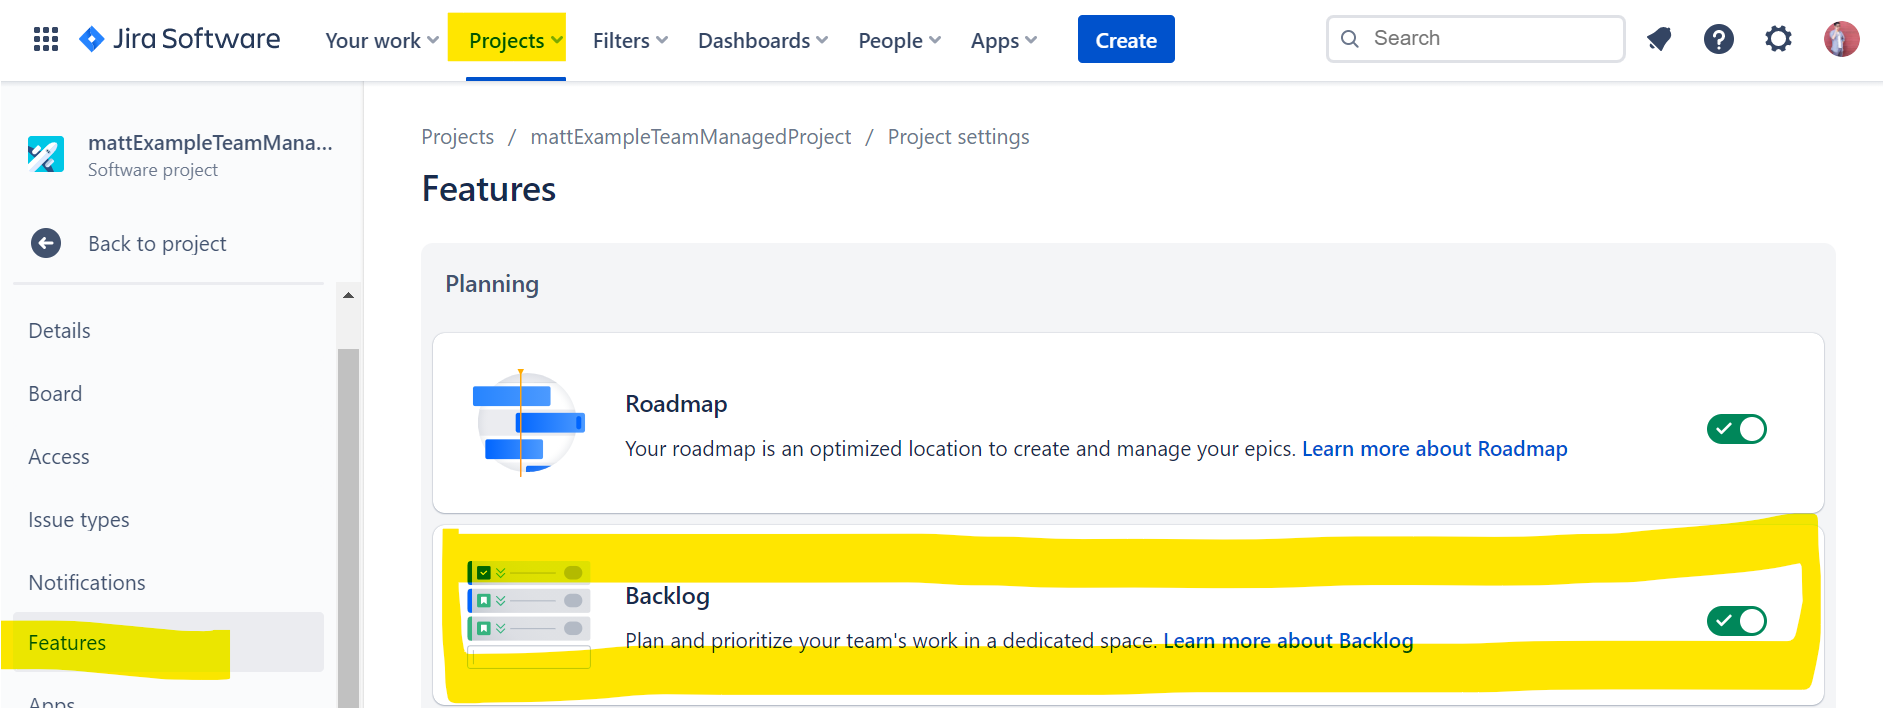 Jira Software Your work Projects Filters Dashboards People Apps Create Search
mattExampleTeamMana...
Software project
Back to project
Details
Board
Access
Issue types
Notifications
Features
Apps
Projects / mattExampleTeamManagedProject / Project settings
Features
Planning
Roadmap
Your roadmap is an optimized location to create and manage your epics. Learn more about Roadmap
Backlog
Plan and prioritize your team's work in a dedicated space. Learn more about Backlog